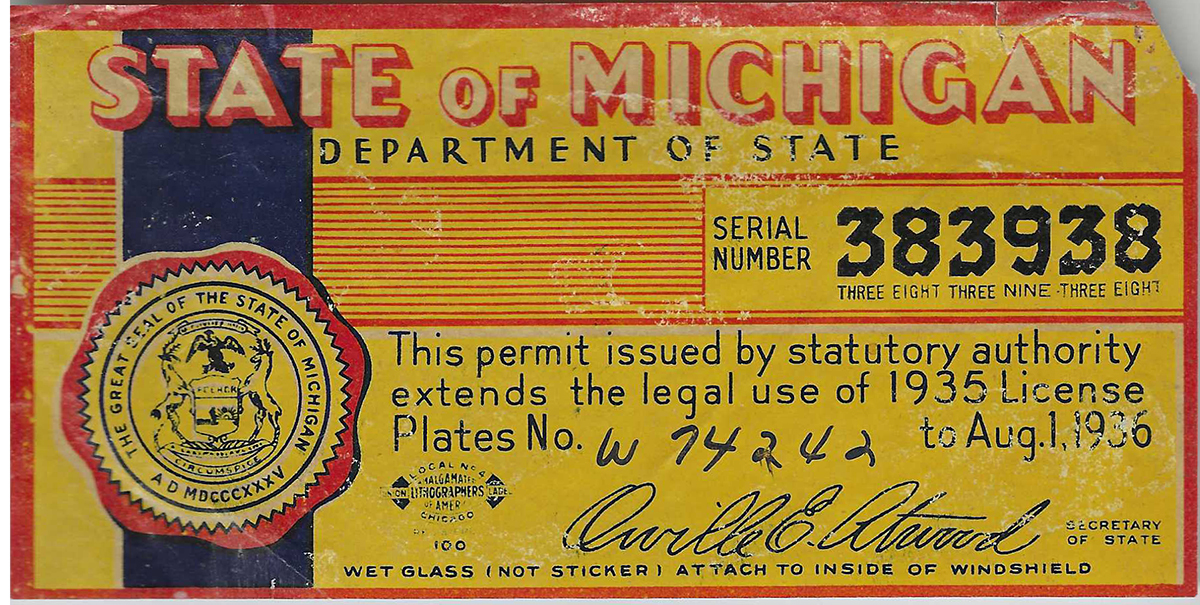 STATE OF MICHIGAN
DEPARTMENT OF STATE
SERIAL NUMBER
383938
THREE EIGHT THREE NINE THREE EIGHT
THE GREAT SEAL OF THE STATE OF MICHIGAN
A D MDCCCXXXV
CIRCUMSPICE
This permit issued by statutory authority
extends the legal use of 1935 License
Plates No. W 74242 to Aug. 1, 1936
LOCAL No 4
AMALGAMATED
LITHOGRAPHERS
OF AMER
CHICAGO
100
Orville E. Atwood
SECRETARY
OF STATE
WET GLASS (NOT STICKER) ATTACH TO INSIDE OF WINDSHIELD